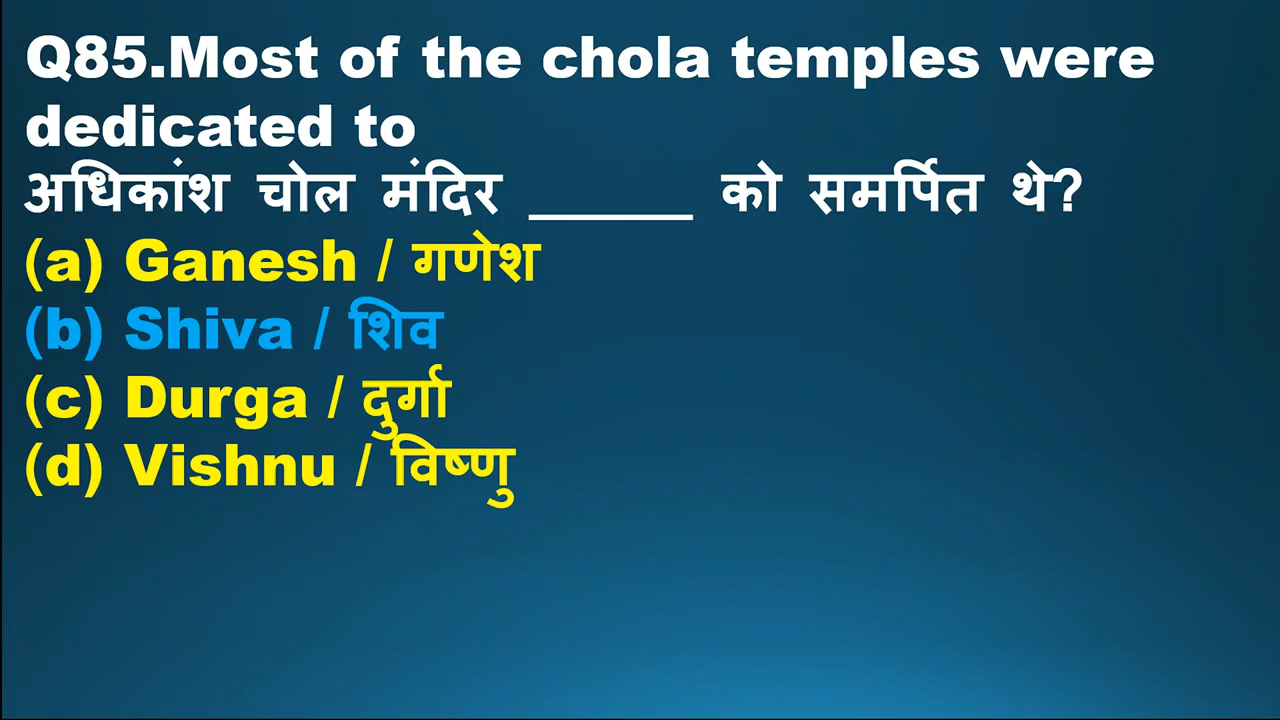 Q85.Most of the chola temples were
dedicated to
अधिकांश चोल मंदिर ______ को समर्पित थे?
(a) Ganesh / गणेश
(b) Shiva / शिव
(c) Durga / दुर्गा
(d) Vishnu / विष्णु